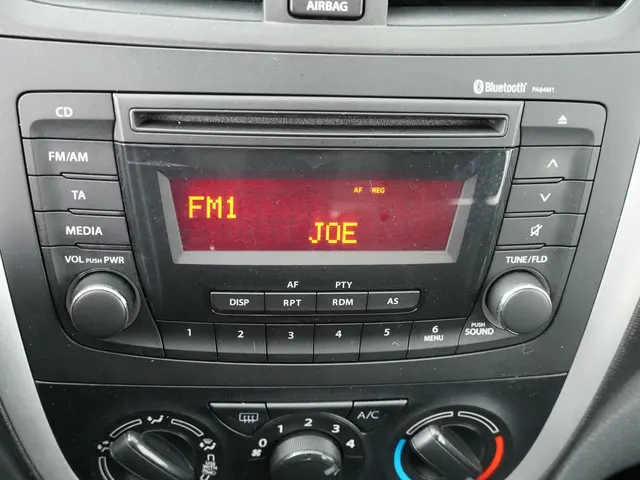 AIRBAG
Bluetooth® PA84M1
CD
FM/AM
TA
MEDIA
VOL PUSH PWR
AF REG
FM1
JOE
TUNE/FLD
AF PTY
DISP RPT RDM AS
1 2 3 4 5 6 MENU
PUSH SOUND
A/C
0 1 2 3 4